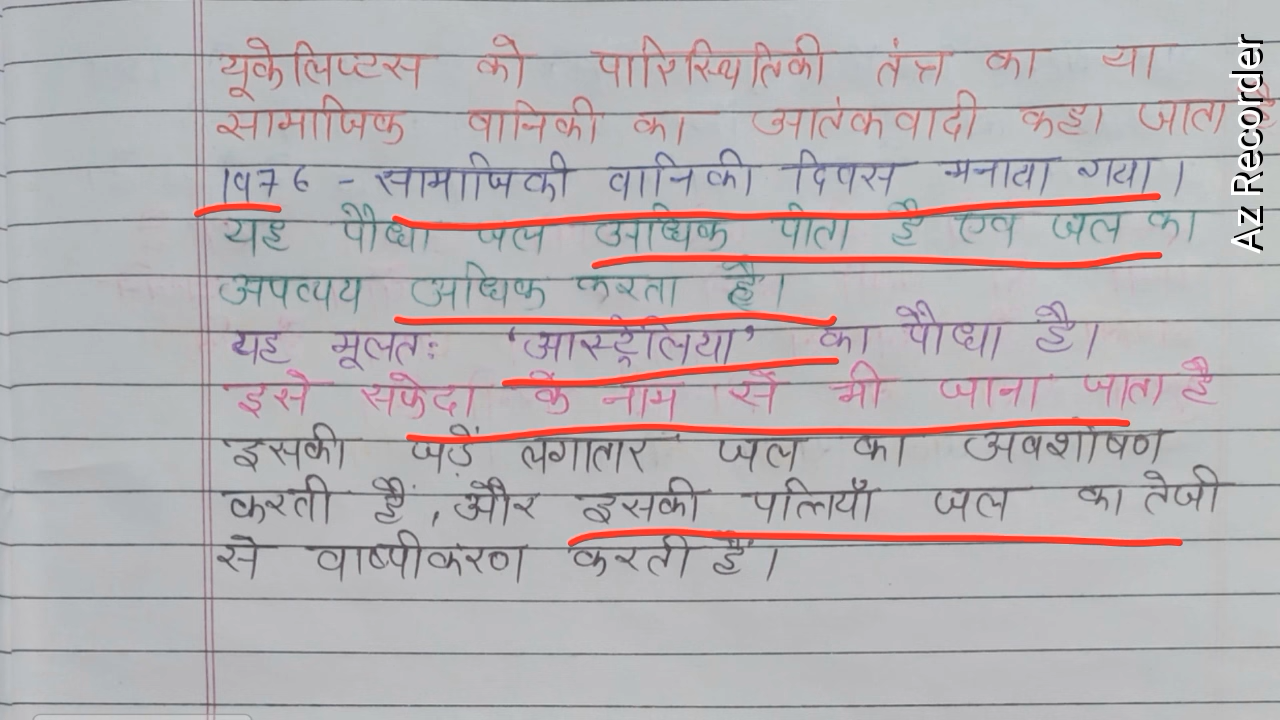 यूकेलिप्टस को पारिस्थितिकी तंत्र का या
सामाजिक वानिकी का आतंकवादी कहा जाता है
1976 - सामाजिकी वानिकी दिवस मनाया गया।
यह पौधा जल अधिक पीता है एव जल का
अपव्यय अधिक करता है।
यह मूलतः 'आस्ट्रेलिया' का पौधा है।
इसे सफेदा के नाम से भी जाना जाता है
इसकी जड़ें लगातार जल का अवशोषण
करती हैं, और इसकी पत्तियाँ जल का तेजी
से वाष्पीकरण करती हैं।
Az Recorder